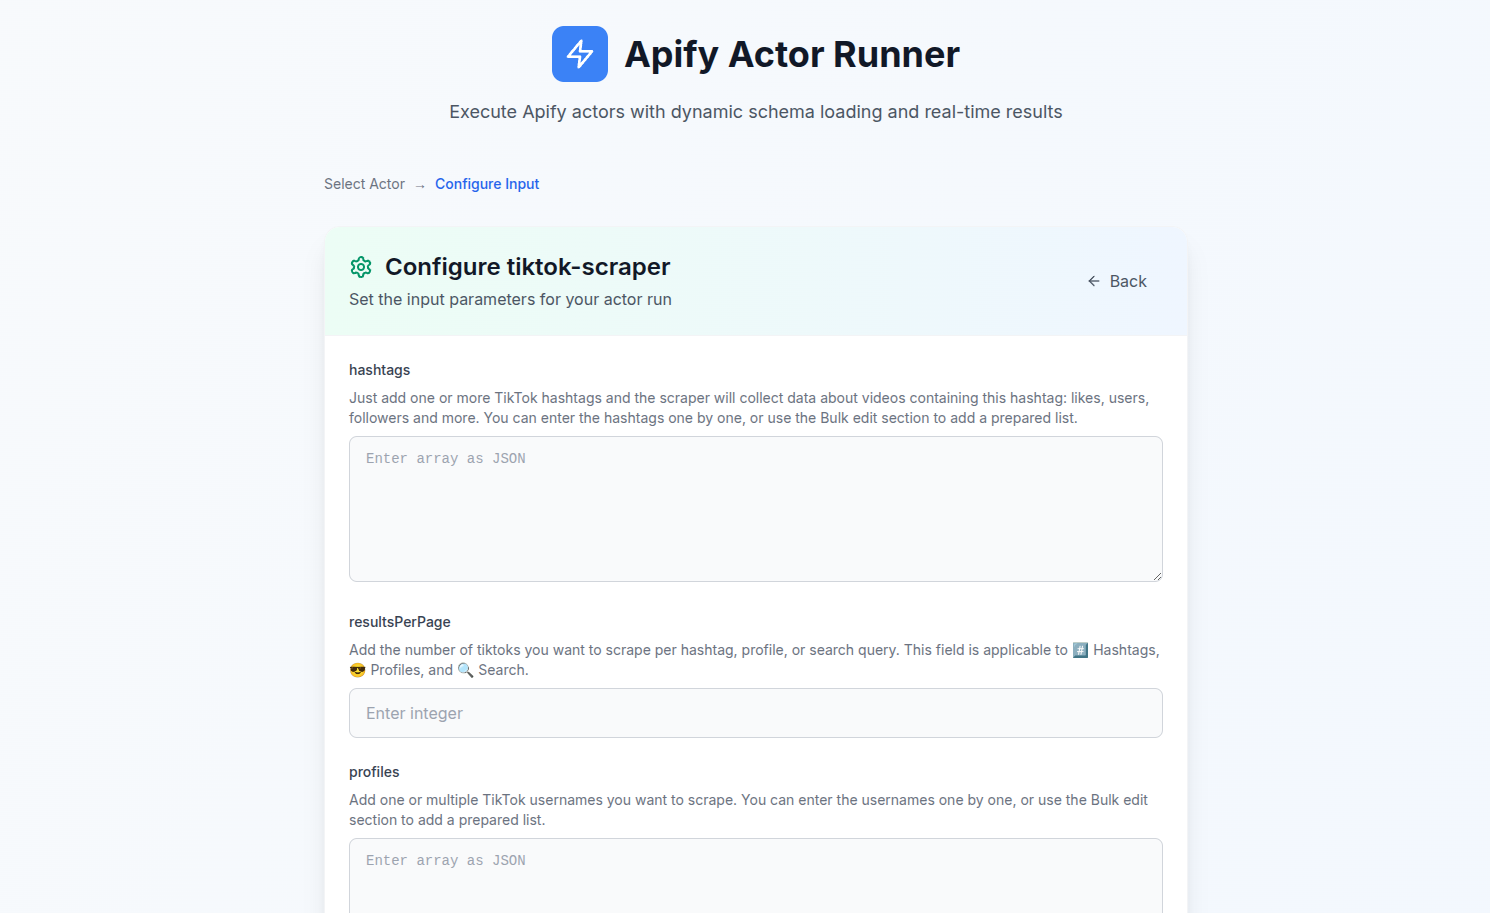 Apify Actor Runner
Execute Apify actors with dynamic schema loading and real-time results
Select Actor → Configure Input
Configure tiktok-scraper
Set the input parameters for your actor run
← Back
hashtags
Just add one or more TikTok hashtags and the scraper will collect data about videos containing this hashtag: likes, users,
followers and more. You can enter the hashtags one by one, or use the Bulk edit section to add a prepared list.
Enter array as JSON
resultsPerPage
Add the number of tiktoks you want to scrape per hashtag, profile, or search query. This field is applicable to #️⃣ Hashtags,
😎 Profiles, and 🔍 Search.
Enter integer
profiles
Add one or multiple TikTok usernames you want to scrape. You can enter the usernames one by one, or use the Bulk edit
section to add a prepared list.
Enter array as JSON